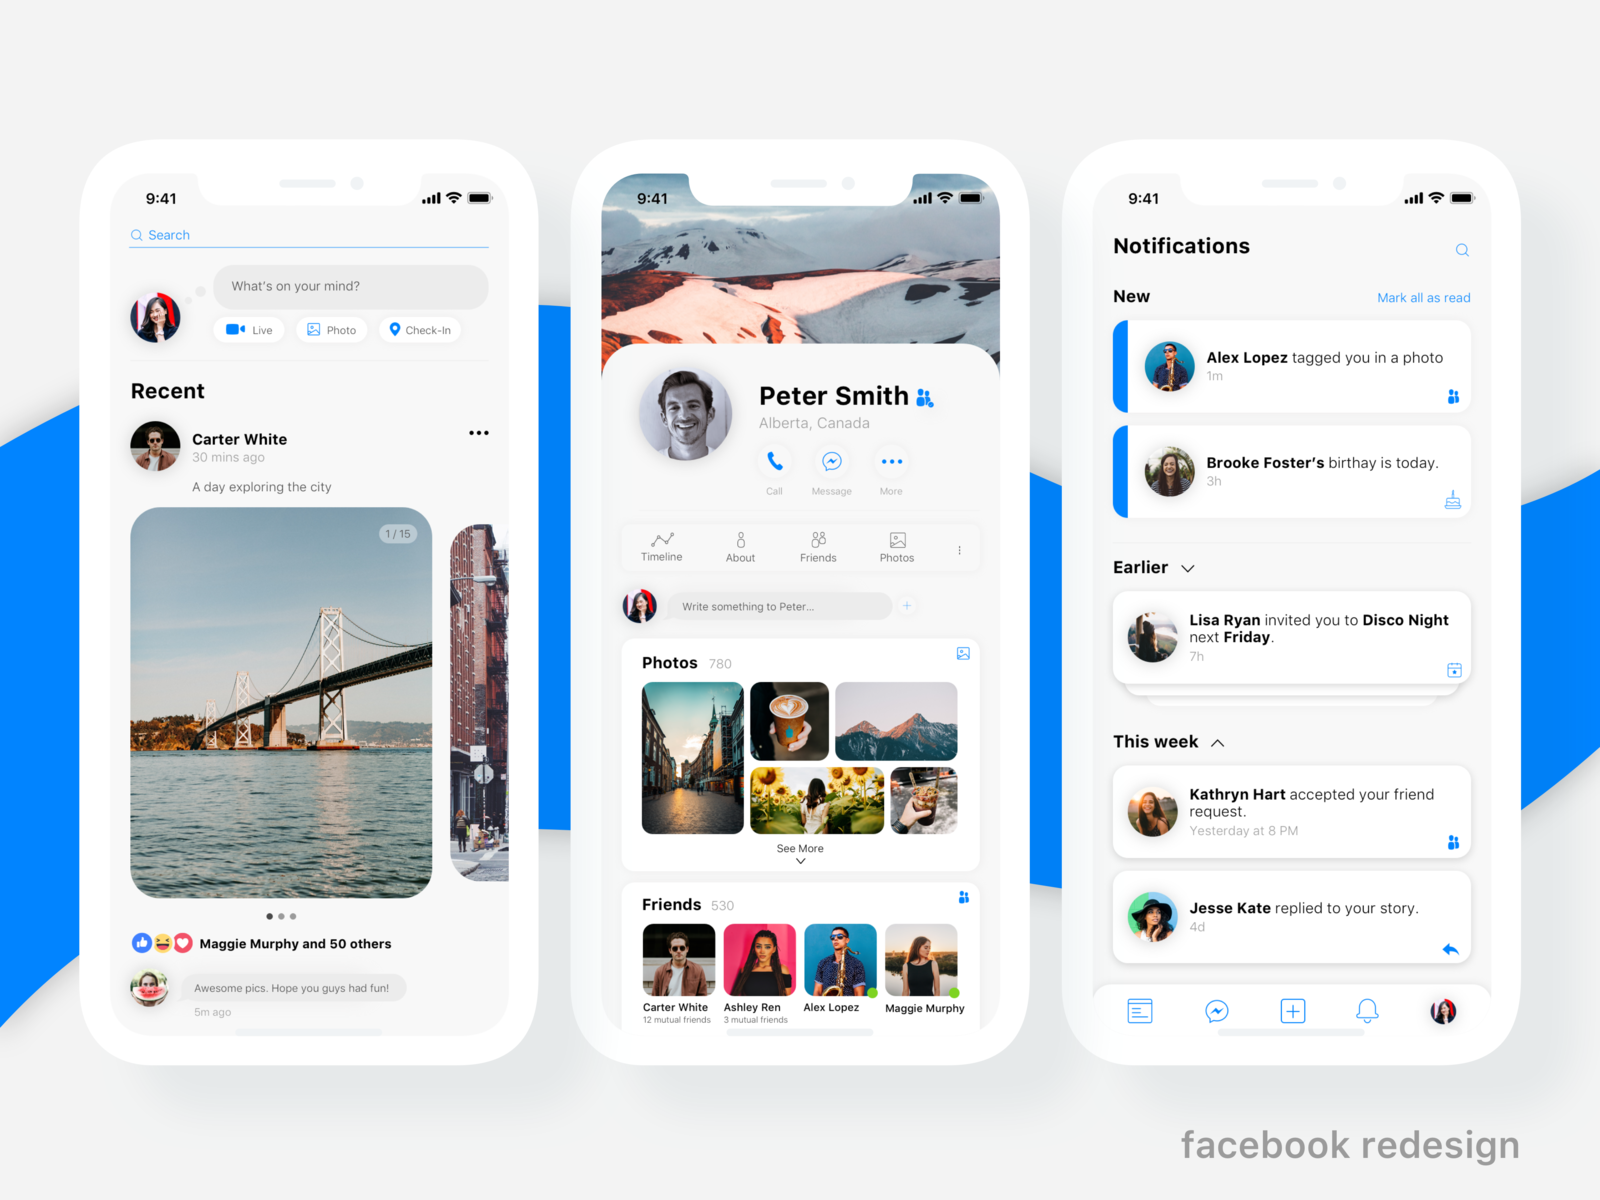 9:41
Search
What's on your mind?
Live
Photo
Check-In
Recent
Carter White
30 mins ago
A day exploring the city
1 / 15
Maggie Murphy and 50 others
Awesome pics. Hope you guys had fun!
5m ago
9:41
Peter Smith
Alberta, Canada
Call
Message
More
Timeline
About
Friends
Photos
Write something to Peter...
Photos 780
See More
Friends 530
Carter White
12 mutual friends
Ashley Ren
3 mutual friends
Alex Lopez
Maggie Murphy
9:41
Notifications
New
Mark all as read
Alex Lopez tagged you in a photo
1m
Brooke Foster's birthay is today.
3h
Earlier
Lisa Ryan invited you to Disco Night
next Friday.
7h
This week
Kathryn Hart accepted your friend
request.
Yesterday at 8 PM
Jesse Kate replied to your story.
4d
facebook redesign